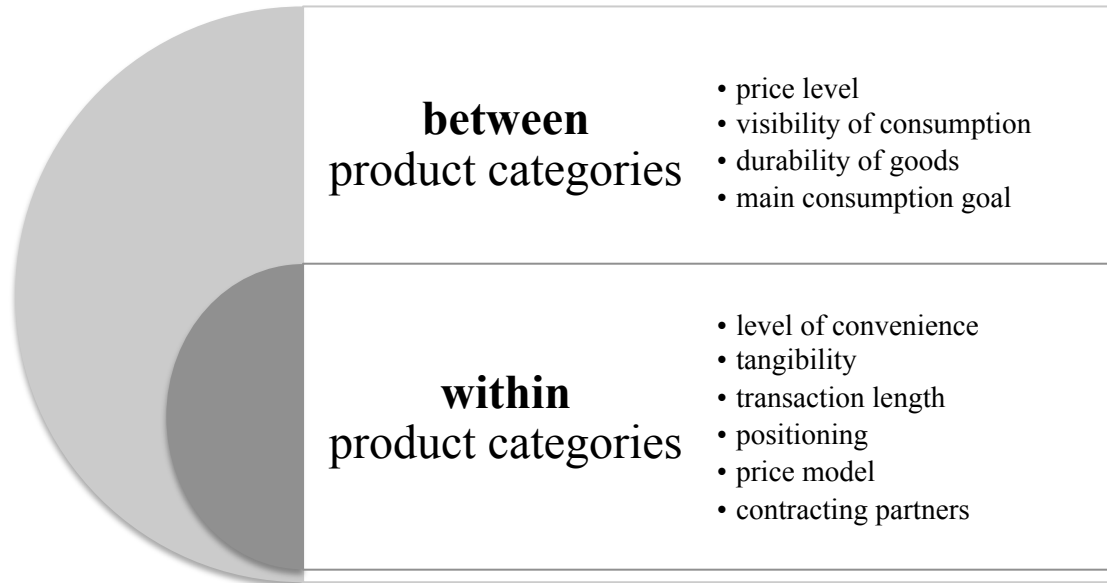 between
product categories
• price level
• visibility of consumption
• durability of goods
• main consumption goal
within
product categories
• level of convenience
• tangibility
• transaction length
• positioning
• price model
• contracting partners